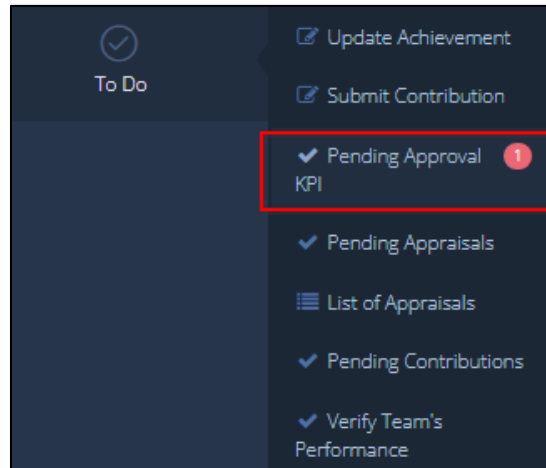 To Do
Update Achievement
Submit Contribution
Pending Approval 1
KPI
Pending Appraisals
List of Appraisals
Pending Contributions
Verify Team's
Performance